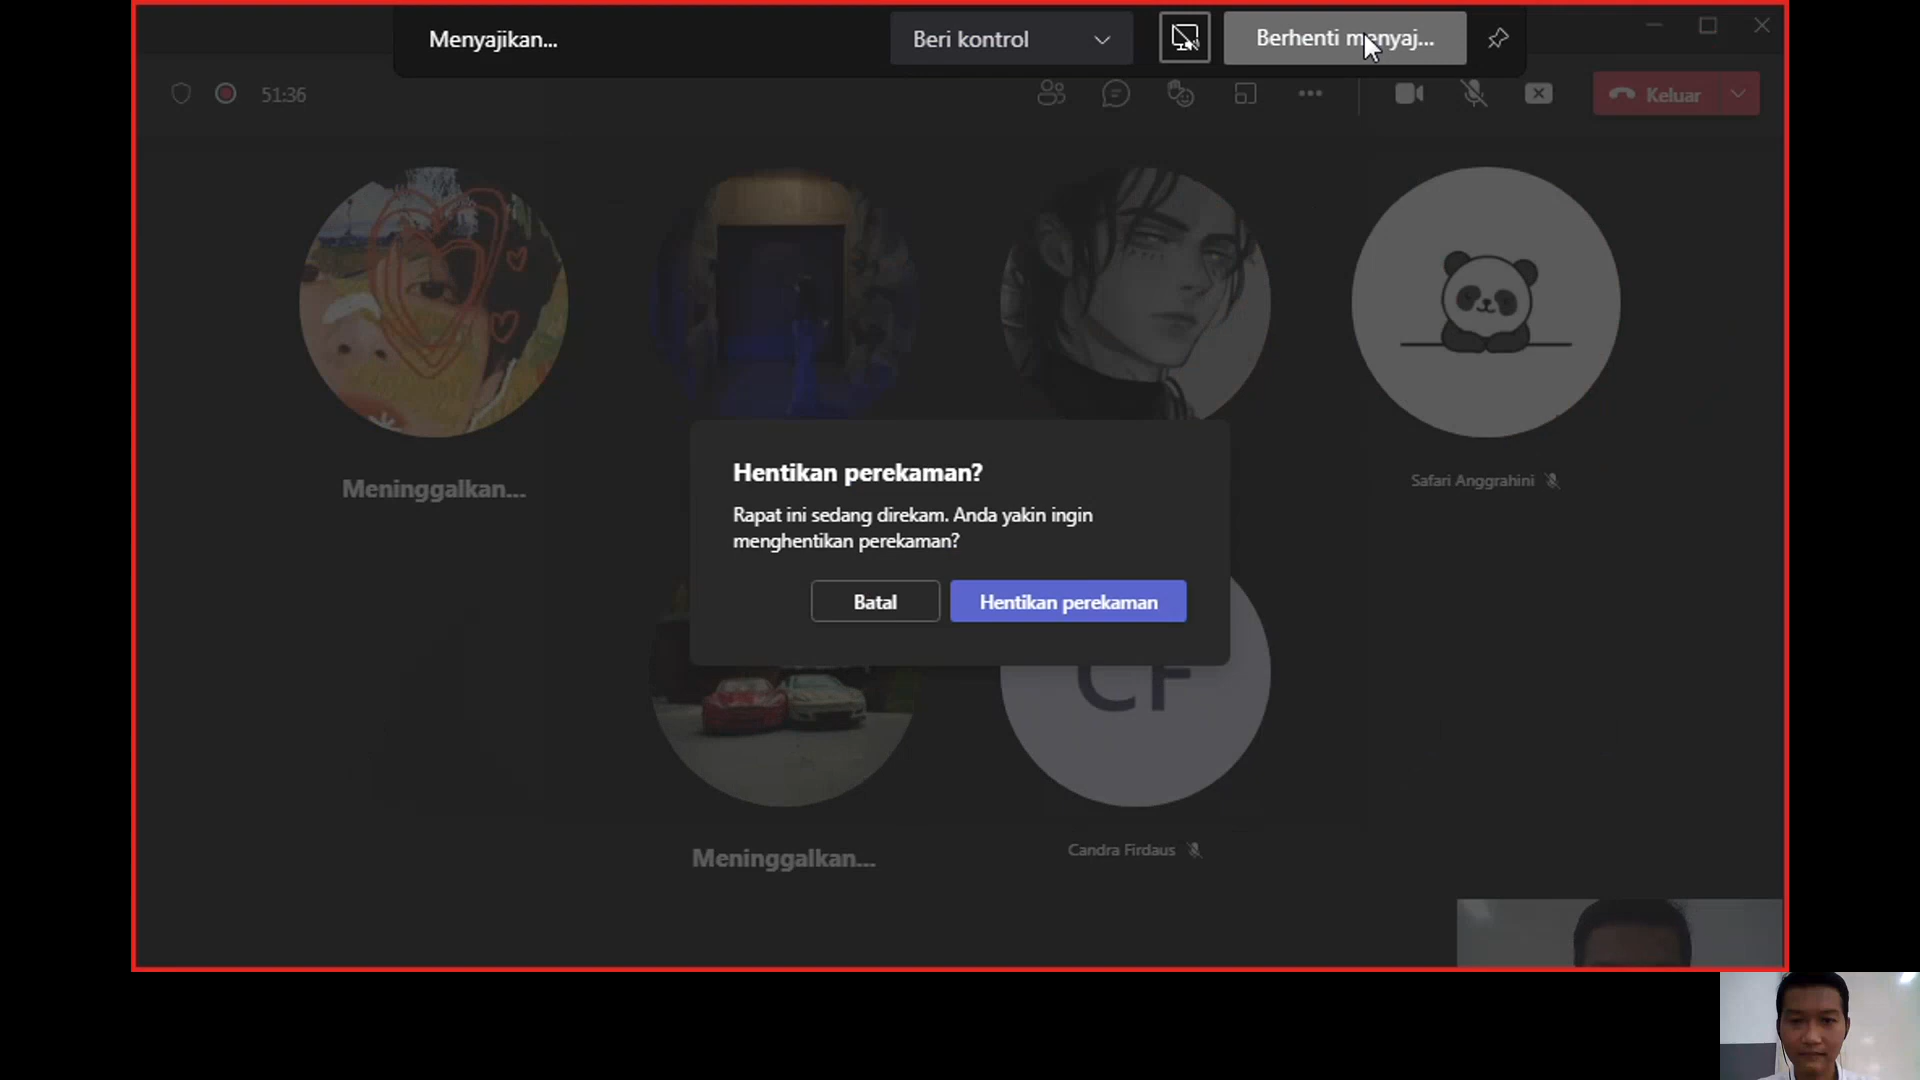 Menyajikan...
Beri kontrol
Berhenti menyaj...
51:36
Keluar
Meninggalkan...
Safari Anggrahini
Hentikan perekaman?
Rapat ini sedang direkam. Anda yakin ingin
menghentikan perekaman?
Batal
Hentikan perekaman
CF
Meninggalkan...
Candra Firdaus